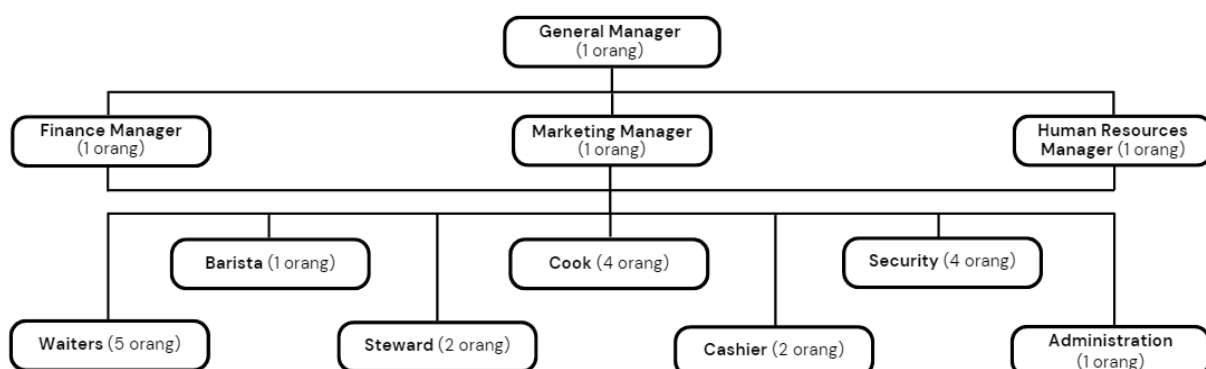 General Manager
(1 orang)
Finance Manager
(1 orang)
Marketing Manager
(1 orang)
Human Resources
Manager (1 orang)
Barista (1 orang)
Cook (4 orang)
Security (4 orang)
Waiters (5 orang)
Steward (2 orang)
Cashier (2 orang)
Administration
(1 orang)